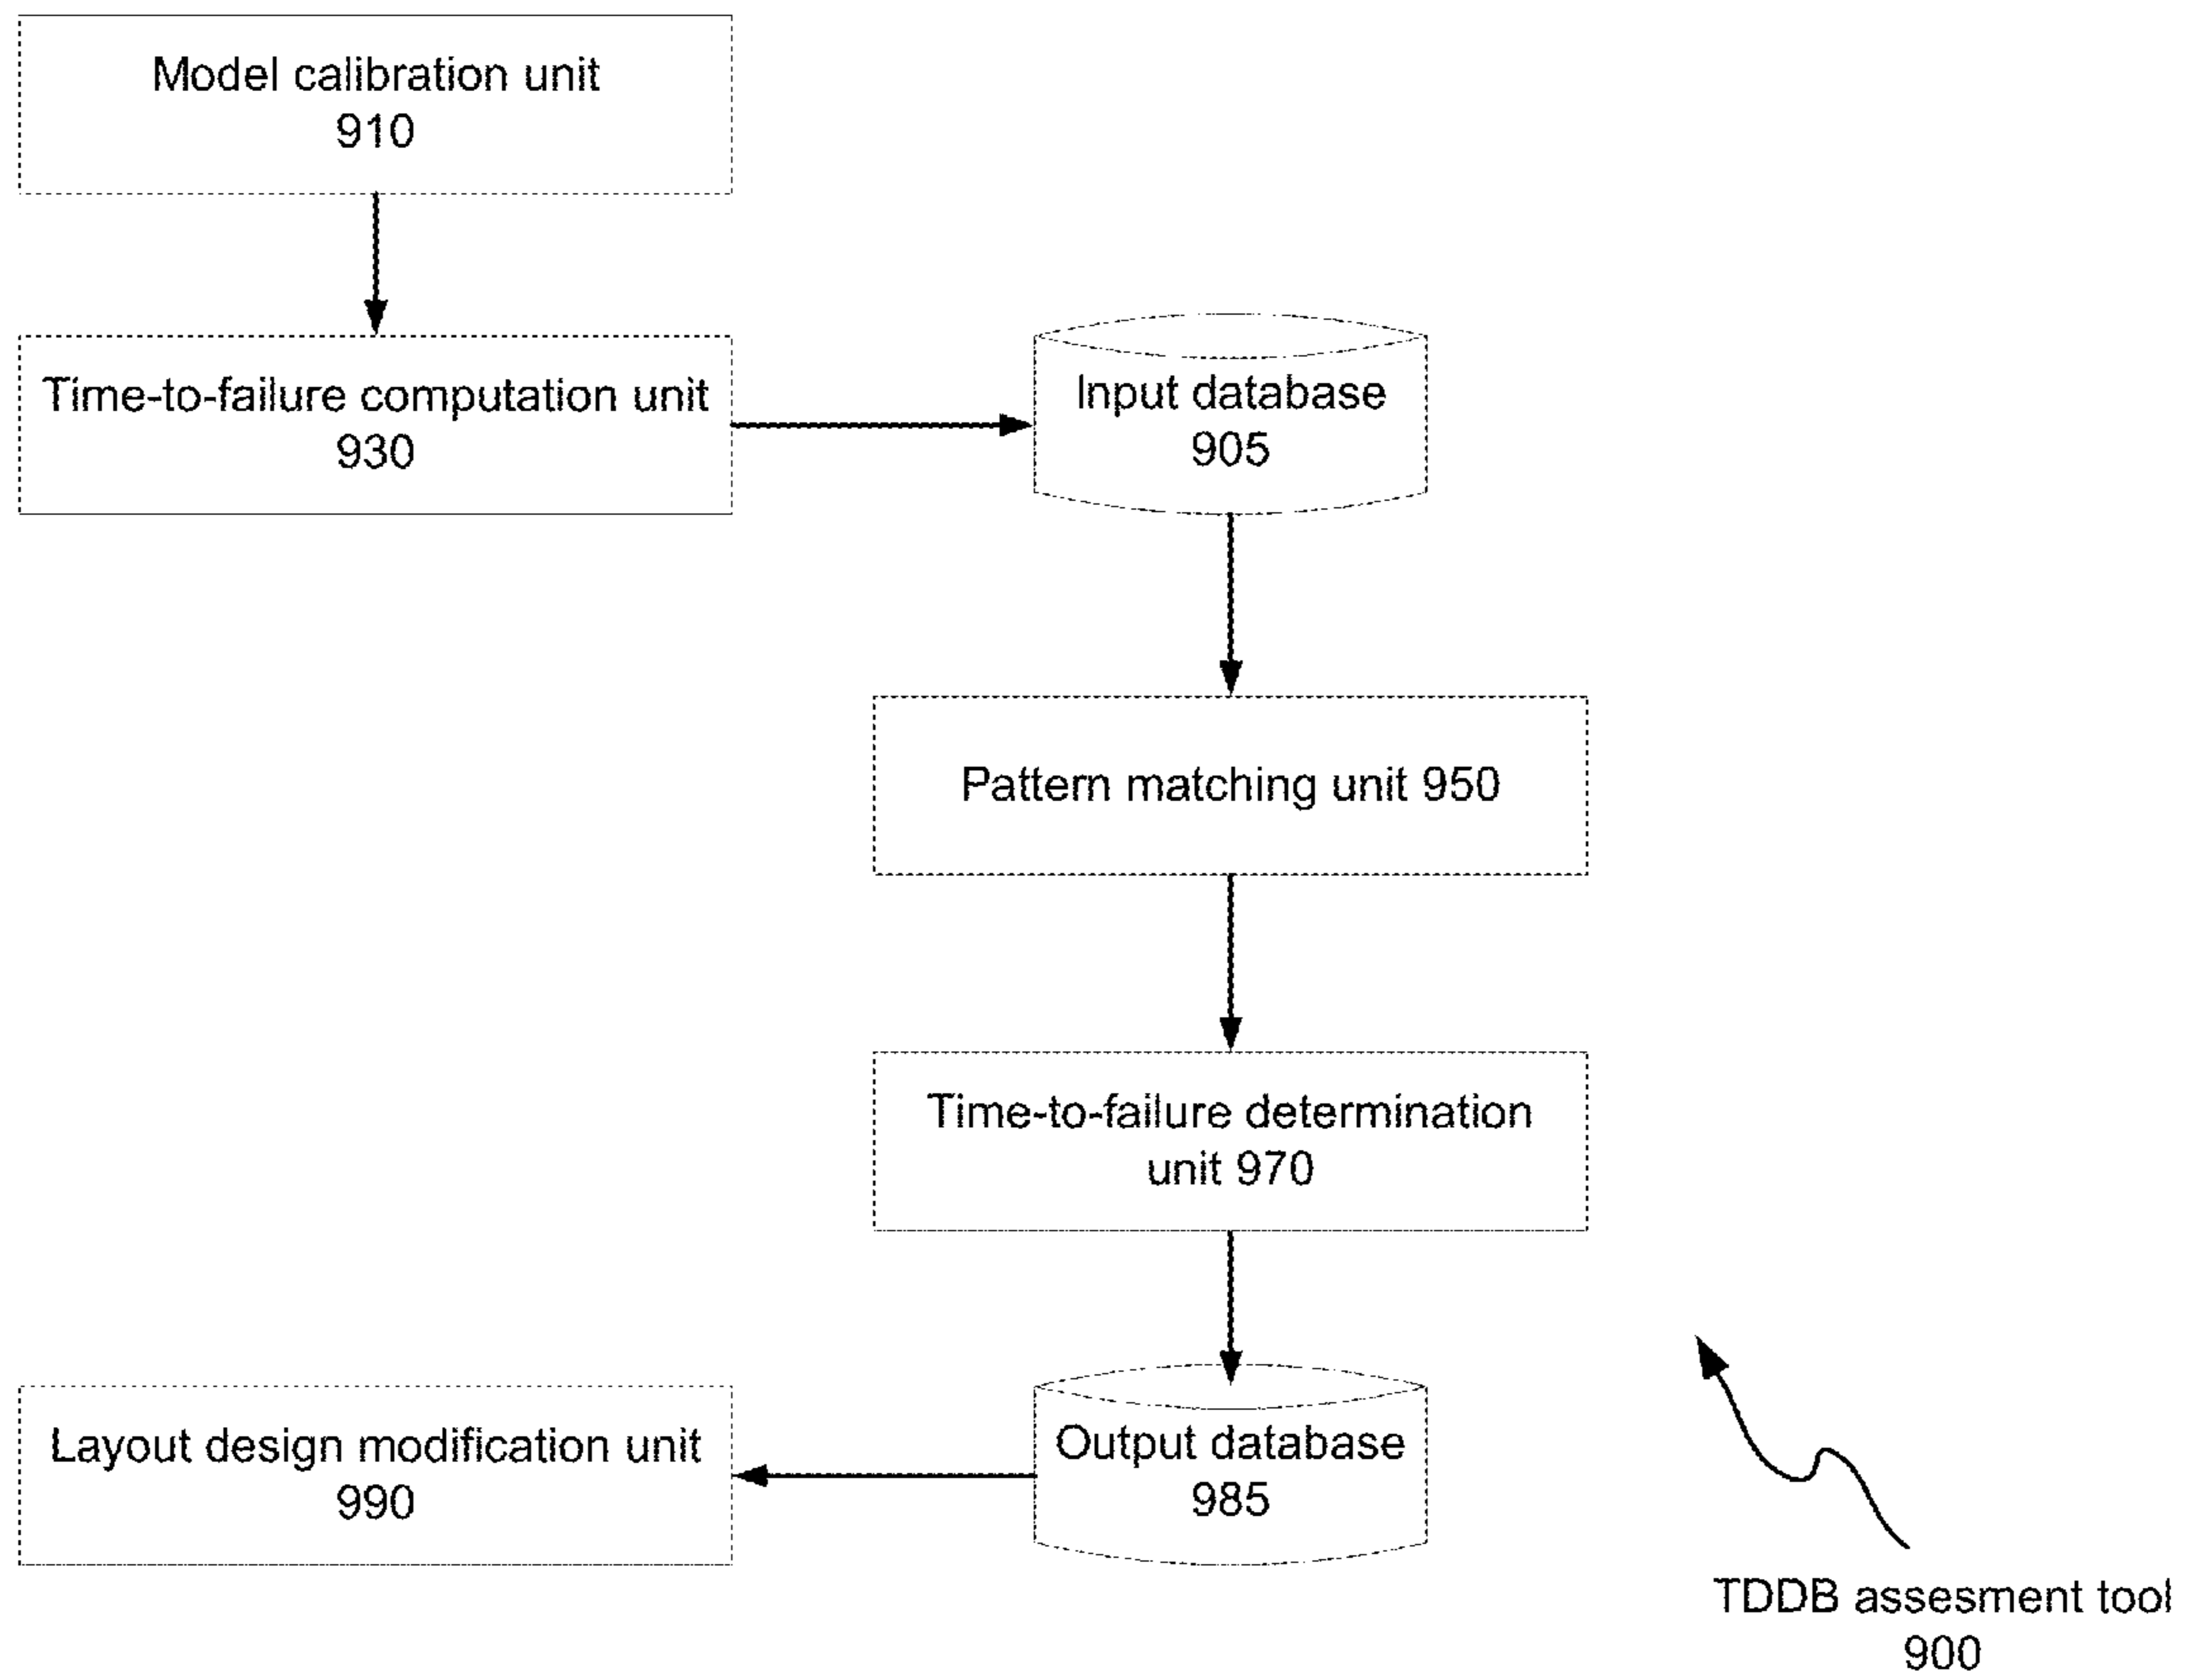 Model calibration unit
910
Time-to-failure computation unit
930
Input database
905
Pattern matching unit 950
Time-to-failure determination
unit 970
Layout design modification unit
990
Output database
985
TDDB assesment tool
900